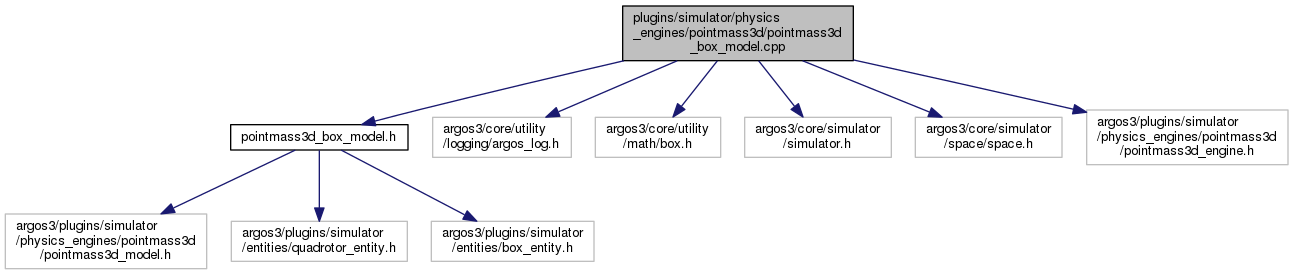 plugins/simulator/physics
_engines/pointmass3d/pointmass3d
_box_model.cpp
pointmass3d_box_model.h
argos3/core/utility
/logging/argos_log.h
argos3/core/utility
/math/box.h
argos3/core/simulator
/simulator.h
argos3/core/simulator
/space/space.h
argos3/plugins/simulator
/physics_engines/pointmass3d
/pointmass3d_engine.h
argos3/plugins/simulator
/physics_engines/pointmass3d
/pointmass3d_model.h
argos3/plugins/simulator
/entities/quadrotor_entity.h
argos3/plugins/simulator
/entities/box_entity.h